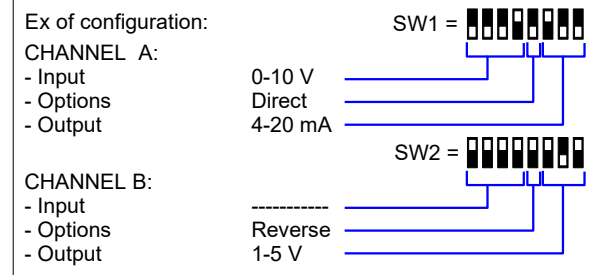 Ex of configuration: SW1 =
CHANNEL A:
- Input 0-10 V
- Options Direct
- Output 4-20 mA
SW2 =
CHANNEL B:
- Input -----------
- Options Reverse
- Output 1-5 V